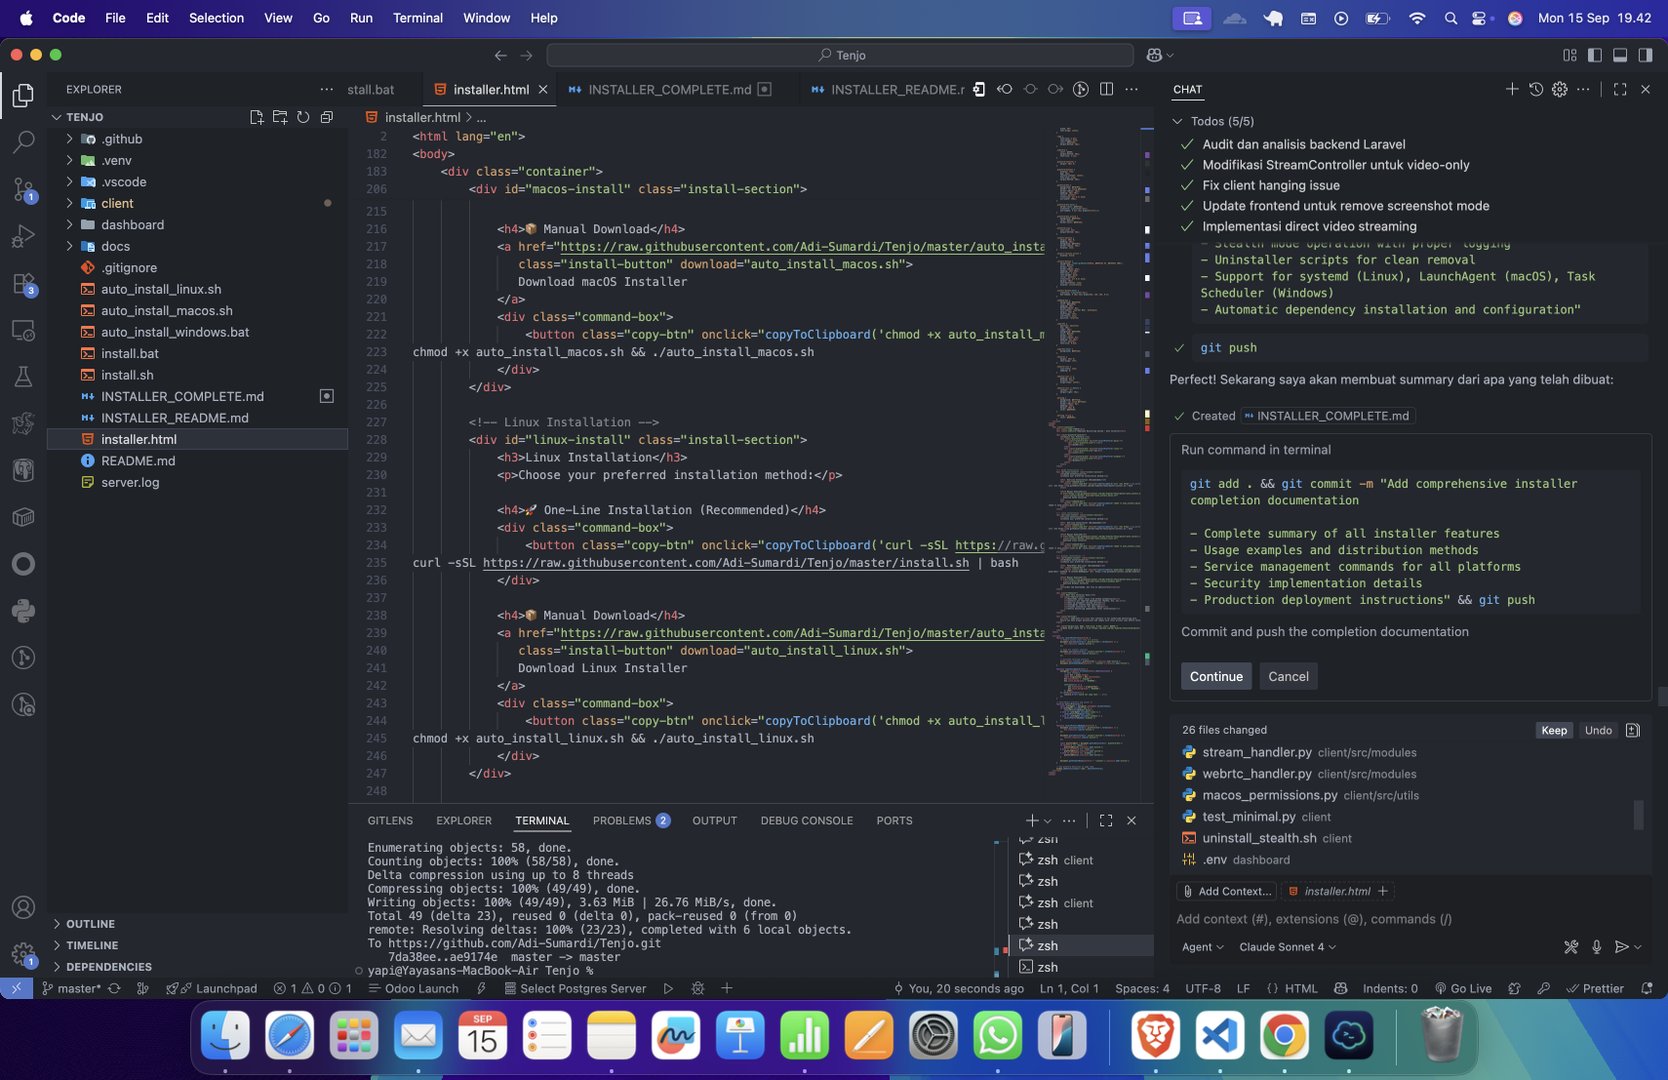 Code File Edit Selection View Go Run Terminal Window Help
Mon 15 Sep 19.42
Tenjo
EXPLORER
TENJO
.github
.venv
.vscode
client
dashboard
docs
.gitignore
auto_install_linux.sh
auto_install_macos.sh
auto_install_windows.bat
install.bat
install.sh
INSTALLER_COMPLETE.md
INSTALLER_README.md
installer.html
README.md
server.log
OUTLINE
TIMELINE
DEPENDENCIES
1
3
1
stall.bat
installer.html
INSTALLER_COMPLETE.md
INSTALLER_README.r
installer.html > ...
2 <html lang="en">
182 <body>
183 <div class="container">
206 <div id="macos-install" class="install-section">
215
216 <h4>📦 Manual Download</h4>
217 <a href="https://raw.githubusercontent.com/Adi-Sumardi/Tenjo/master/auto_insta
218 class="install-button" download="auto_install_macos.sh">
219 Download macOS Installer
220 </a>
221 <div class="command-box">
222 <button class="copy-btn" onclick="copyToClipboard('chmod +x auto_install_m
223 chmod +x auto_install_macos.sh && ./auto_install_macos.sh
224 </div>
225 </div>
226
227 <!-- Linux Installation -->
228 <div id="linux-install" class="install-section">
229 <h3>Linux Installation</h3>
230 <p>Choose your preferred installation method:</p>
231
232 <h4>🚀 One-Line Installation (Recommended)</h4>
233 <div class="command-box">
234 <button class="copy-btn" onclick="copyToClipboard('curl -sSL https://raw.g
235 curl -sSL https://raw.githubusercontent.com/Adi-Sumardi/Tenjo/master/install.sh | bash
236 </div>
237
238 <h4>📦 Manual Download</h4>
239 <a href="https://raw.githubusercontent.com/Adi-Sumardi/Tenjo/master/auto_insta
240 class="install-button" download="auto_install_linux.sh">
241 Download Linux Installer
242 </a>
243 <div class="command-box">
244 <button class="copy-btn" onclick="copyToClipboard('chmod +x auto_install_l
245 chmod +x auto_install_linux.sh && ./auto_install_linux.sh
246 </div>
247 </div>
248
GITLENS EXPLORER TERMINAL PROBLEMS 2 OUTPUT DEBUG CONSOLE PORTS
Enumerating objects: 58, done.
Counting objects: 100% (58/58), done.
Delta compression using up to 8 threads
Compressing objects: 100% (49/49), done.
Writing objects: 100% (49/49), 3.63 MiB | 26.76 MiB/s, done.
Total 49 (delta 23), reused 0 (delta 0), pack-reused 0 (from 0)
remote: Resolving deltas: 100% (23/23), completed with 6 local objects.
To https://github.com/Adi-Sumardi/Tenjo.git
7da38ee..ae9174e master -> master
yapi@Yayasans-MacBook-Air Tenjo %
zsh
zsh client
zsh
zsh client
zsh
zsh
zsh
CHAT
Todos (5/5)
Audit dan analisis backend Laravel
Modifikasi StreamController untuk video-only
Fix client hanging issue
Update frontend untuk remove screenshot mode
Implementasi direct video streaming
- Stealth mode operation with proper logging
- Uninstaller scripts for clean removal
- Support for systemd (Linux), LaunchAgent (macOS), Task
Scheduler (Windows)
- Automatic dependency installation and configuration"
git push
Perfect! Sekarang saya akan membuat summary dari apa yang telah dibuat:
Created INSTALLER_COMPLETE.md
Run command in terminal
git add . && git commit -m "Add comprehensive installer
completion documentation
- Complete summary of all installer features
- Usage examples and distribution methods
- Service management commands for all platforms
- Security implementation details
- Production deployment instructions" && git push
Commit and push the completion documentation
Continue Cancel
26 files changed Keep Undo
stream_handler.py client/src/modules
webrtc_handler.py client/src/modules
macos_permissions.py client/src/utils
test_minimal.py client
uninstall_stealth.sh client
.env dashboard
Add Context... installer.html
Add context (#), extensions (@), commands (/)
Agent Claude Sonnet 4
master* Launchpad 1 0 1 Odoo Launch Select Postgres Server You, 20 seconds ago Ln 1, Col 1 Spaces: 4 UTF-8 LF {} HTML Indents: 0 Go Live Prettier
SEP
15